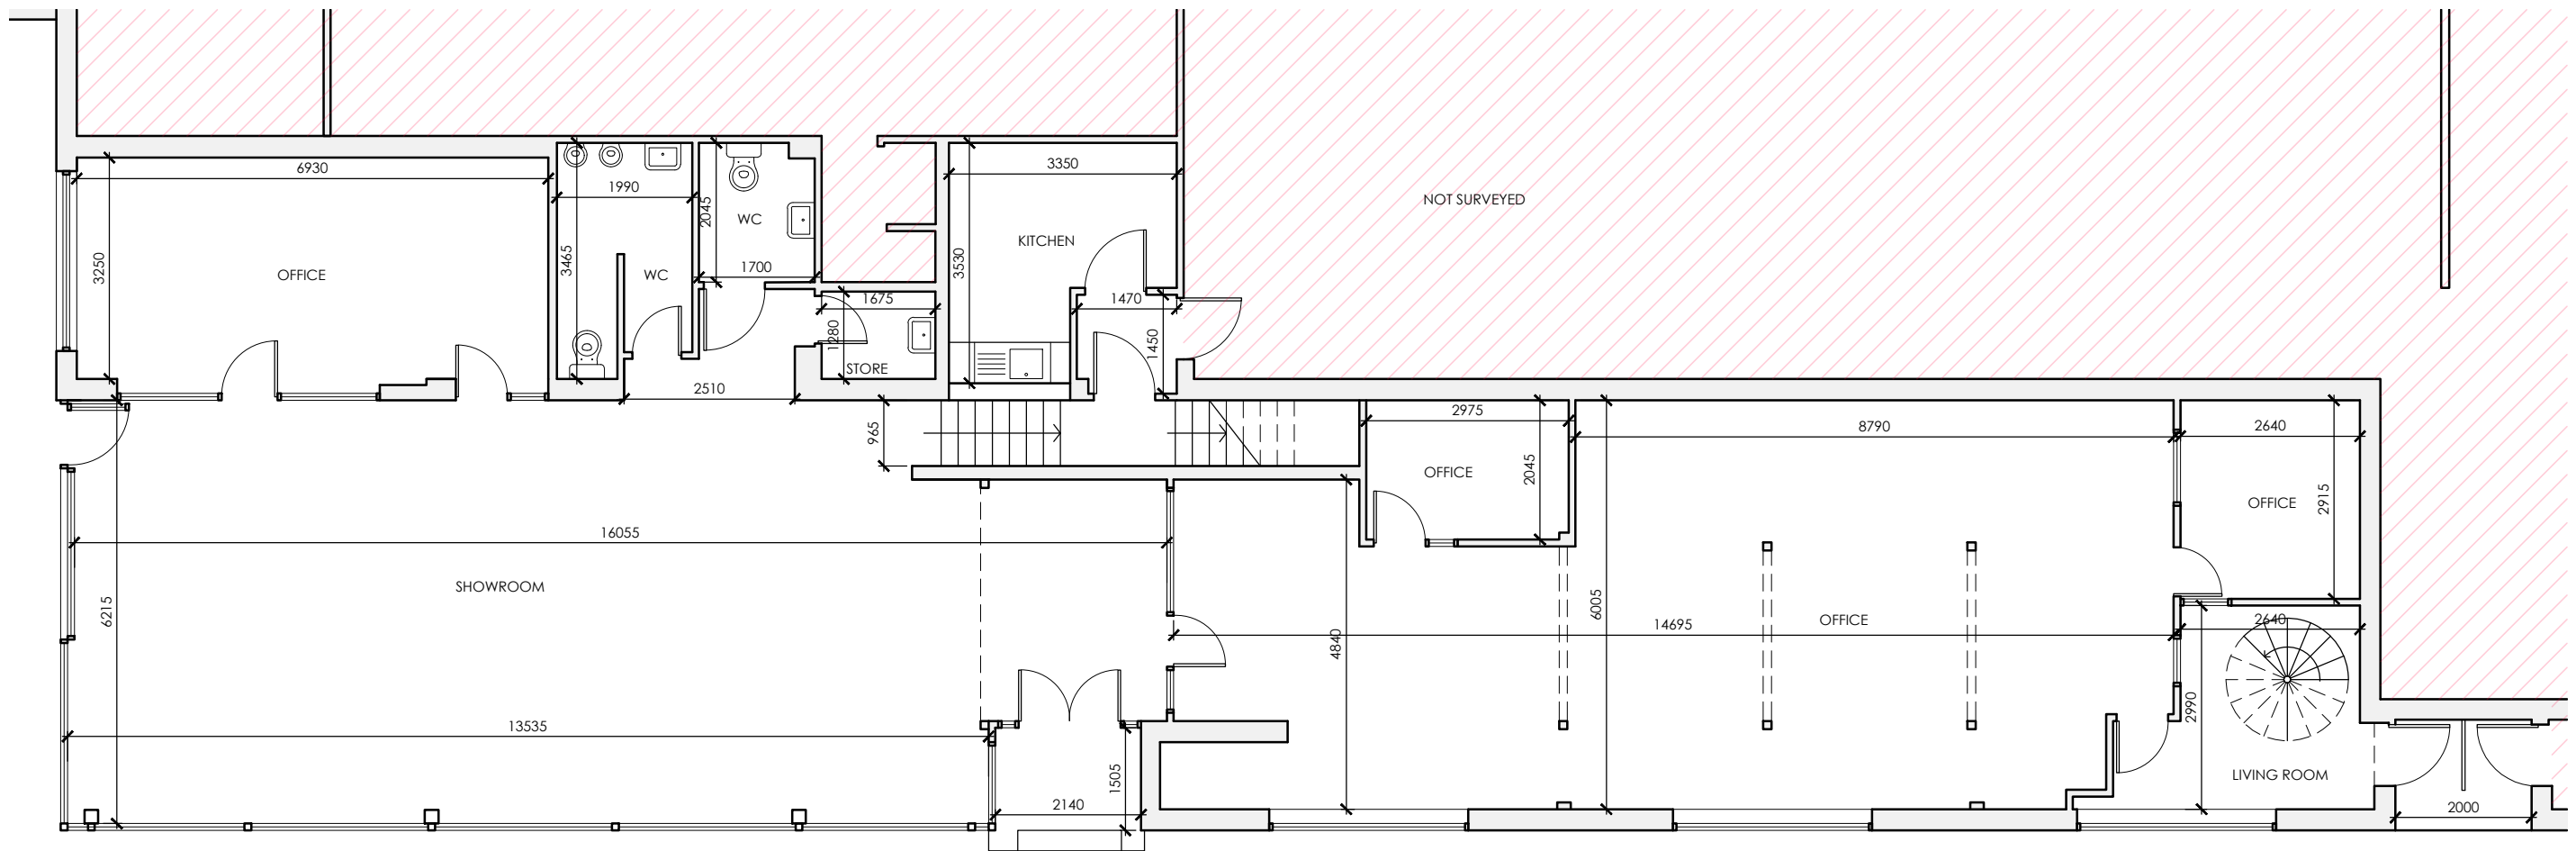 6930
3250
OFFICE
1990
3465
WC
2045
WC
1700
1675
1280
STORE
2510
3350
KITCHEN
3530
1470
1450
NOT SURVEYED
965
2975
OFFICE
2045
8790
2640
OFFICE
2915
16055
SHOWROOM
6215
13535
4840
6005
14695
OFFICE
2640
2990
LIVING ROOM
1505
2140
2000